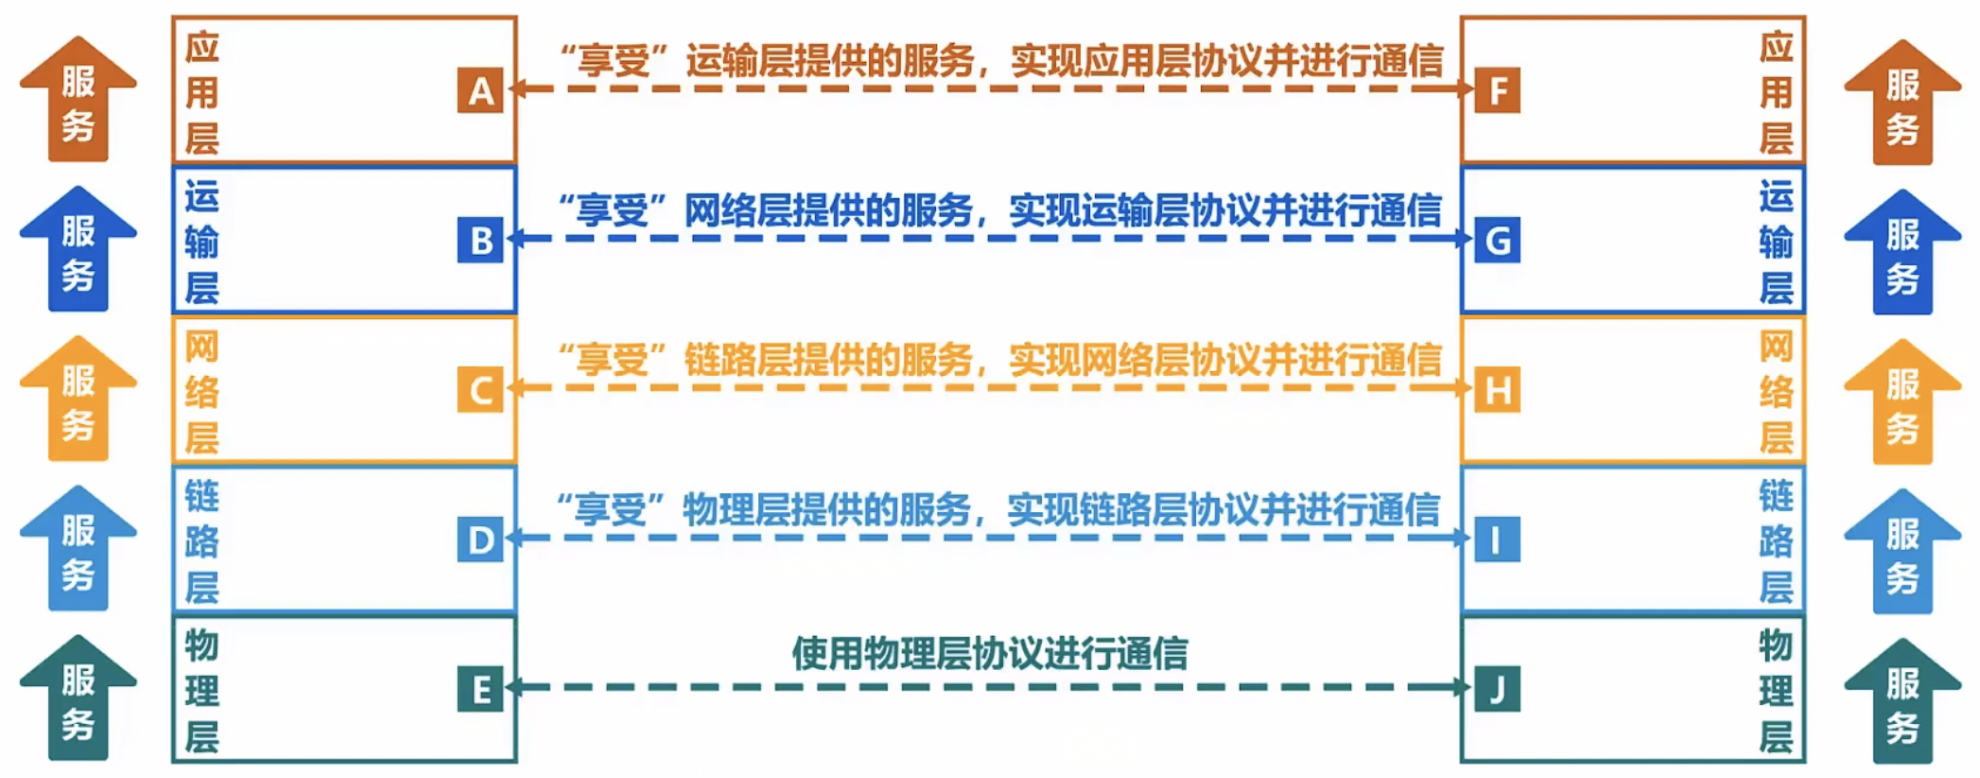 服务
应用层
A
“享受”运输层提供的服务，实现应用层协议并进行通信
F
应用层
服务
服务
运输层
B
“享受”网络层提供的服务，实现运输层协议并进行通信
G
运输层
服务
服务
网络层
C
“享受”链路层提供的服务，实现网络层协议并进行通信
H
网络层
服务
服务
链路层
D
“享受”物理层提供的服务，实现链路层协议并进行通信
I
链路层
服务
服务
物理层
E
使用物理层协议进行通信
J
物理层
服务